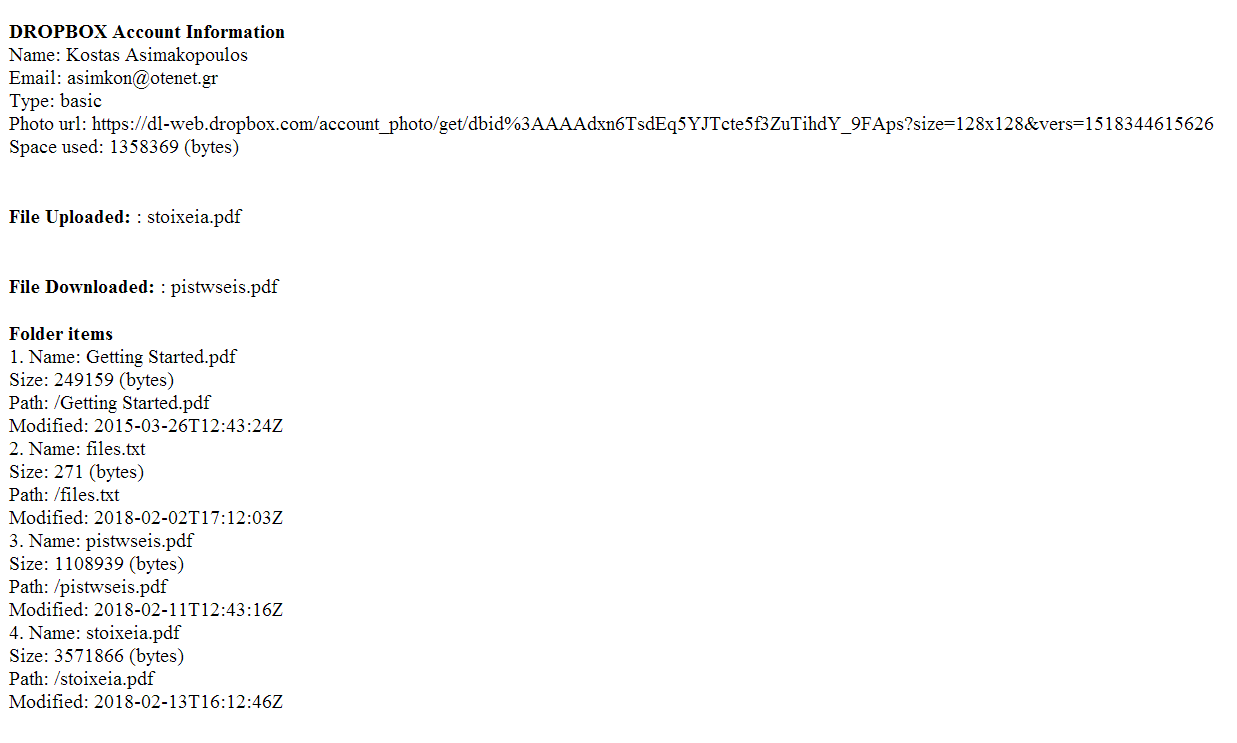 DROPBOX Account Information
Name: Kostas Asimakopoulos
Email: asimkon@otenet.gr
Type: basic
Photo url: https://dl-web.dropbox.com/account_photo/get/dbid%3AAAAdxn6TsdEq5YJTcte5f3ZuTihdY_9FAps?size=128x128&vers=1518344615626
Space used: 1358369 (bytes)
File Uploaded: : stoixeia.pdf
File Downloaded: : pistwseis.pdf
Folder items
1. Name: Getting Started.pdf
Size: 249159 (bytes)
Path: /Getting Started.pdf
Modified: 2015-03-26T12:43:24Z
2. Name: files.txt
Size: 271 (bytes)
Path: /files.txt
Modified: 2018-02-02T17:12:03Z
3. Name: pistwseis.pdf
Size: 1108939 (bytes)
Path: /pistwseis.pdf
Modified: 2018-02-11T12:43:16Z
4. Name: stoixeia.pdf
Size: 3571866 (bytes)
Path: /stoixeia.pdf
Modified: 2018-02-13T16:12:46Z